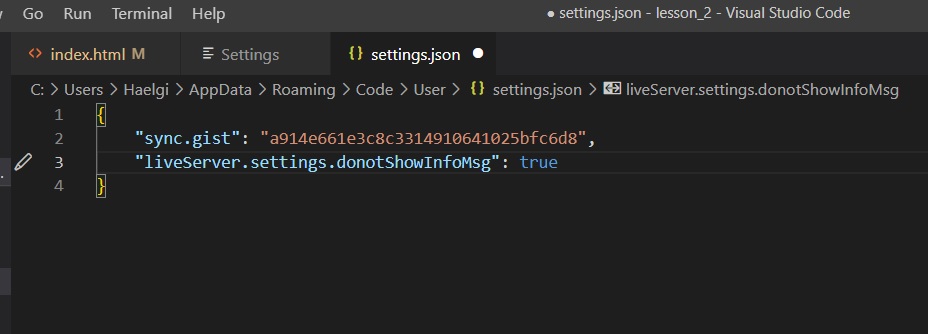 Go Run Terminal Help ● settings.json - lesson_2 - Visual Studio Code
<> index.html M Settings {} settings.json ●
C: > Users > Haelgi > AppData > Roaming > Code > User > {} settings.json > liveServer.settings.donotShowInfoMsg
1 {
2 "sync.gist": "a914e661e3c8c3314910641025bfc6d8",
3 "liveServer.settings.donotShowInfoMsg": true
4 }